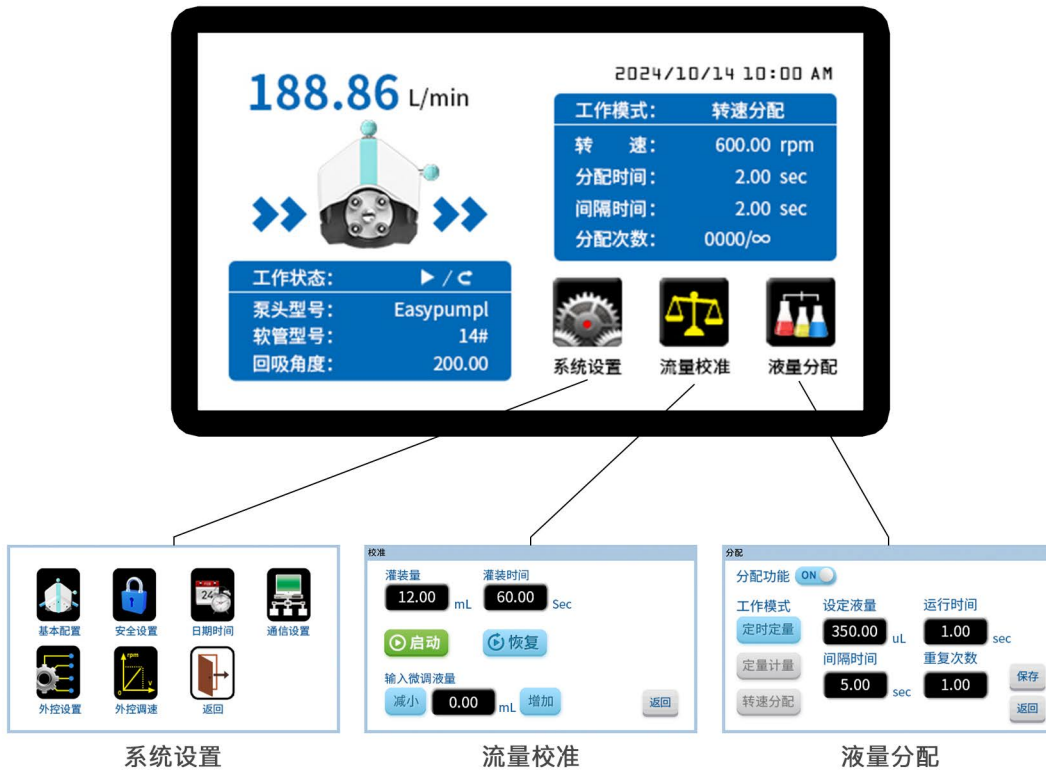 188.86 L/min
2024/10/14 10:00 AM
工作模式： 转速分配
转 速： 600.00 rpm
分配时间： 2.00 sec
间隔时间： 2.00 sec
分配次数： 0000/∞
工作状态： ▶ / ↻
泵头型号： Easypumpl
软管型号： 14#
回吸角度： 200.00
系统设置 流量校准 液量分配
24
基本配置 安全设置 日期时间 通信设置
rpm
0 v
外控设置 外控调速 返回
系统设置
校准
灌装量 灌装时间
12.00 mL 60.00 Sec
启动 恢复
输入微调液量
减小 0.00 mL 增加 返回
流量校准
分配
分配功能 ON
工作模式 设定液量 运行时间
定时定量 350.00 uL 1.00 sec
定量计量 间隔时间 重复次数
5.00 sec 1.00 保存
转速分配 返回
液量分配